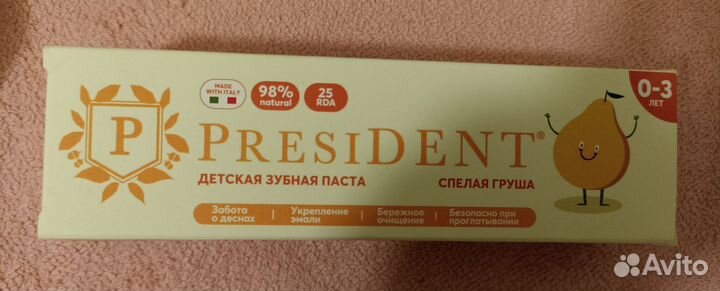 MADE
WITH ITALY
98%
natural
25
RDA
0-3
ЛЕТ
P
PRESIDENT®
ДЕТСКАЯ ЗУБНАЯ ПАСТА
СПЕЛАЯ ГРУША
Забота
о деснах
Укрепление
эмали
Бережное
очищение
Безопасно при
проглатывании
Avito